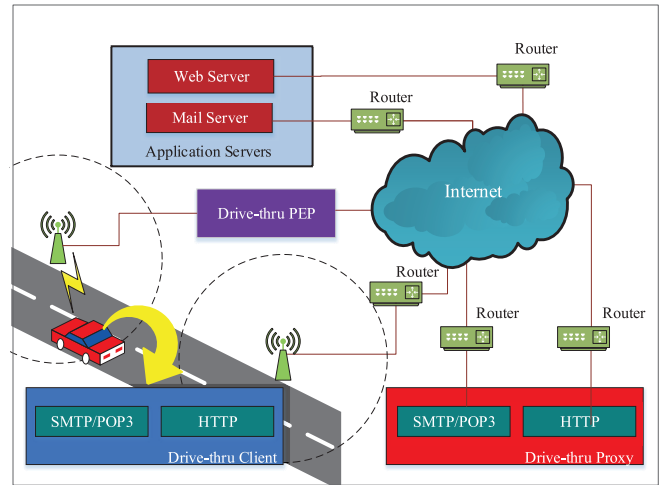 Router
Web Server
Router
Mail Server
Application Servers
Internet
Drive-thru PEP
Router
Router
Router
SMTP/POP3
HTTP
Drive-thru Client
SMTP/POP3
HTTP
Drive-thru Proxy